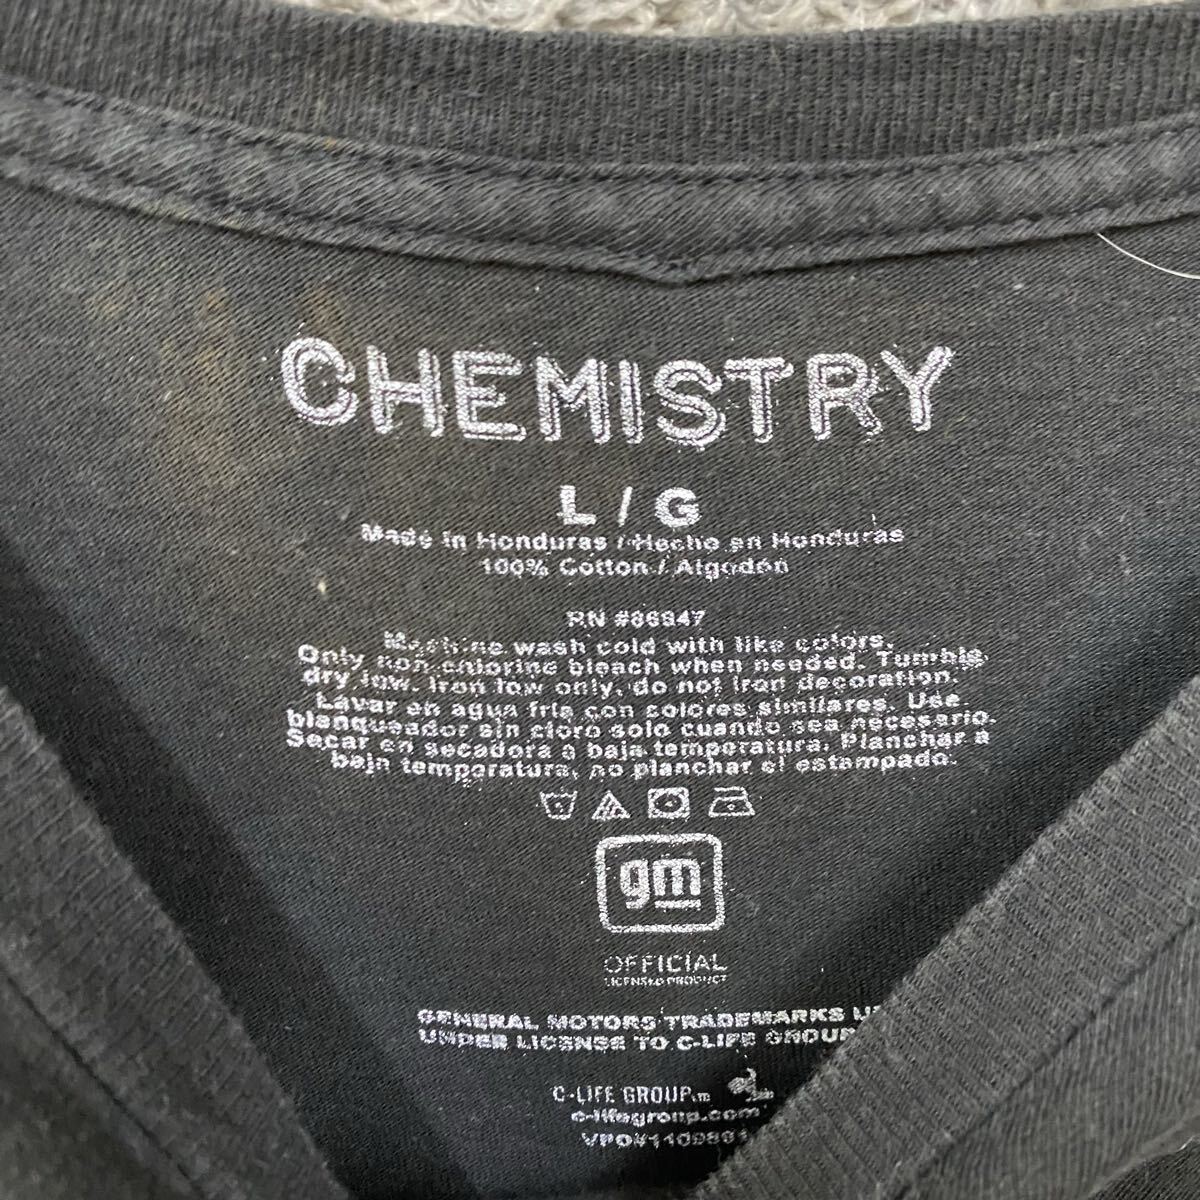 CHEMISTRY
L / G
Made in Honduras / Hecho en Honduras
100% Cotton / Algodón
RN #86947
Machine wash cold with like colors.
Only non-chlorine bleach when needed. Tumble
dry low. Iron low only, do not iron decoration.
Lavar en agua fria con colores similares. Use
blanqueador sin cloro solo cuando sea necesario.
Secar en secadora a baja temperatura. Planchar a
baja temperatura, no planchar el estampado.
gm
OFFICIAL
LICENSED PRODUCT
GENERAL MOTORS TRADEMARKS
UNDER LICENSE TO C-LIFE GROUP
C-LIFE GROUP
c-lifegroup.com